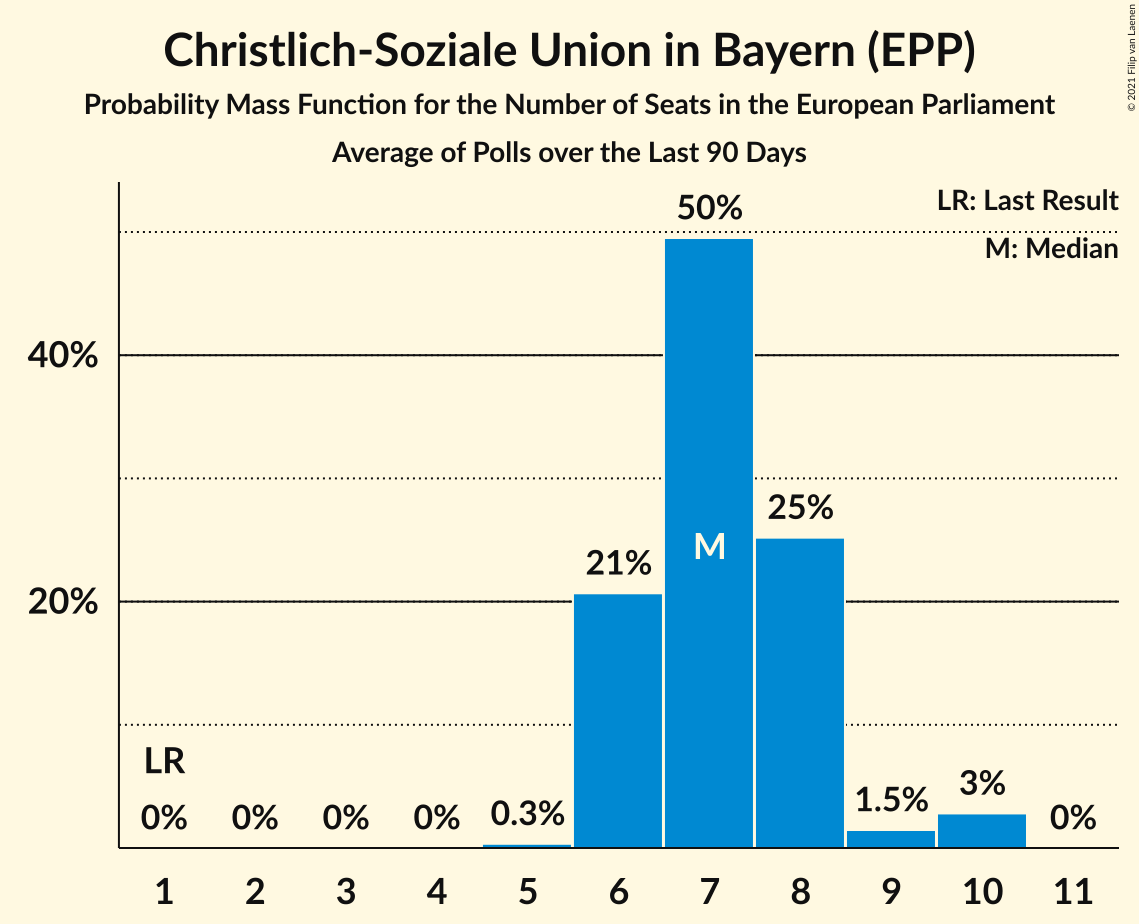 Christlich-Soziale Union in Bayern (EPP)
Probability Mass Function for the Number of Seats in the European Parliament
Average of Polls over the Last 90 Days
© 2021 Filip van Laenen
LR: Last Result
M: Median
50%
40%
25%
M
21%
20%
LR
0% 0% 0% 0% 0.3% 1.5% 3% 0%
1 2 3 4 5 6 7 8 9 10 11